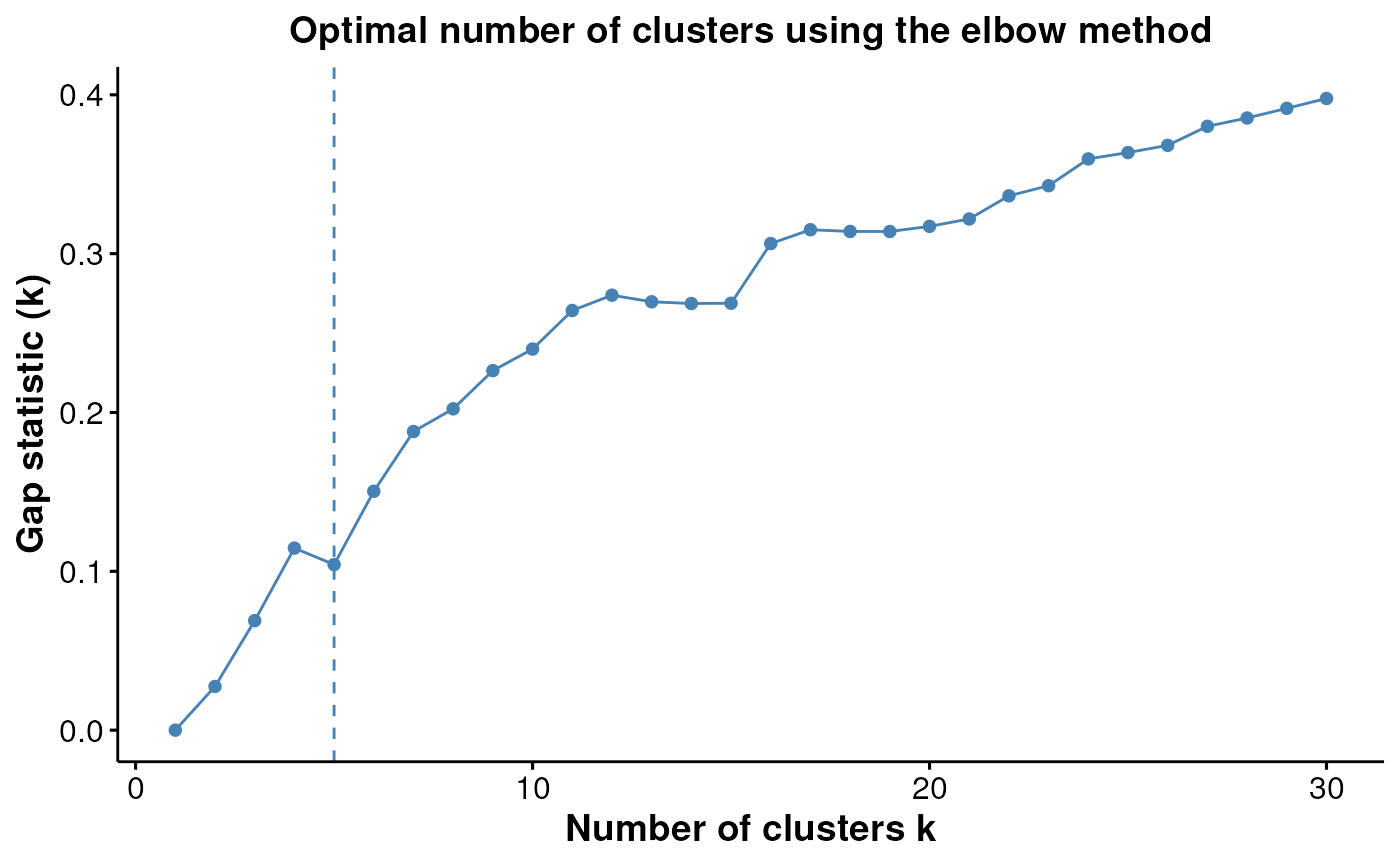 Optimal number of clusters using the elbow method
Gap statistic (k)
0.4
0.3
0.2
0.1
0.0
0 10 20 30
Number of clusters k